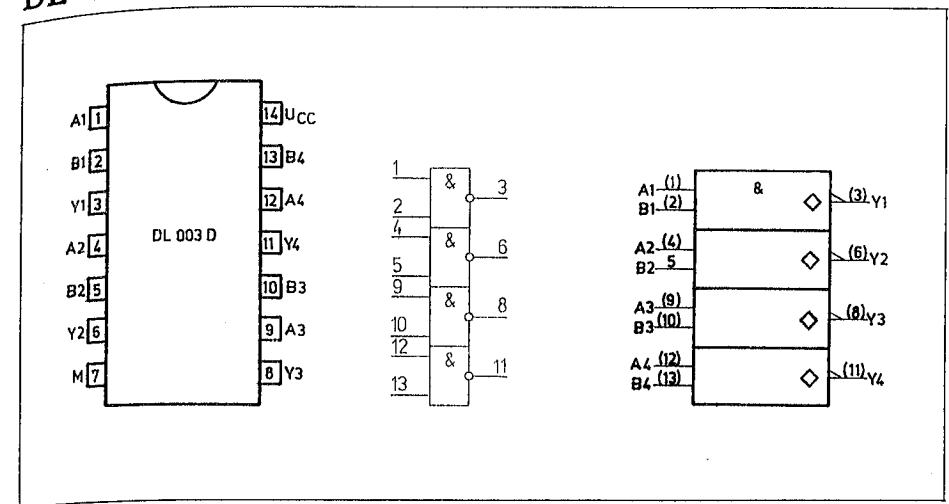 DL
A1 1
B1 2
Y1 3
A2 4
B2 5
Y2 6
M 7
DL 003 D
14 UCC
13 B4
12 A4
11 Y4
10 B3
9 A3
8 Y3
1 & 3
2
4 & 6
5
9 & 8
10
12 & 11
13
A1 (1) & (3) Y1
B1 (2)
A2 (4) (6) Y2
B2 5
A3 (9) (8) Y3
B3 (10)
A4 (12) (11) Y4
B4 (13)